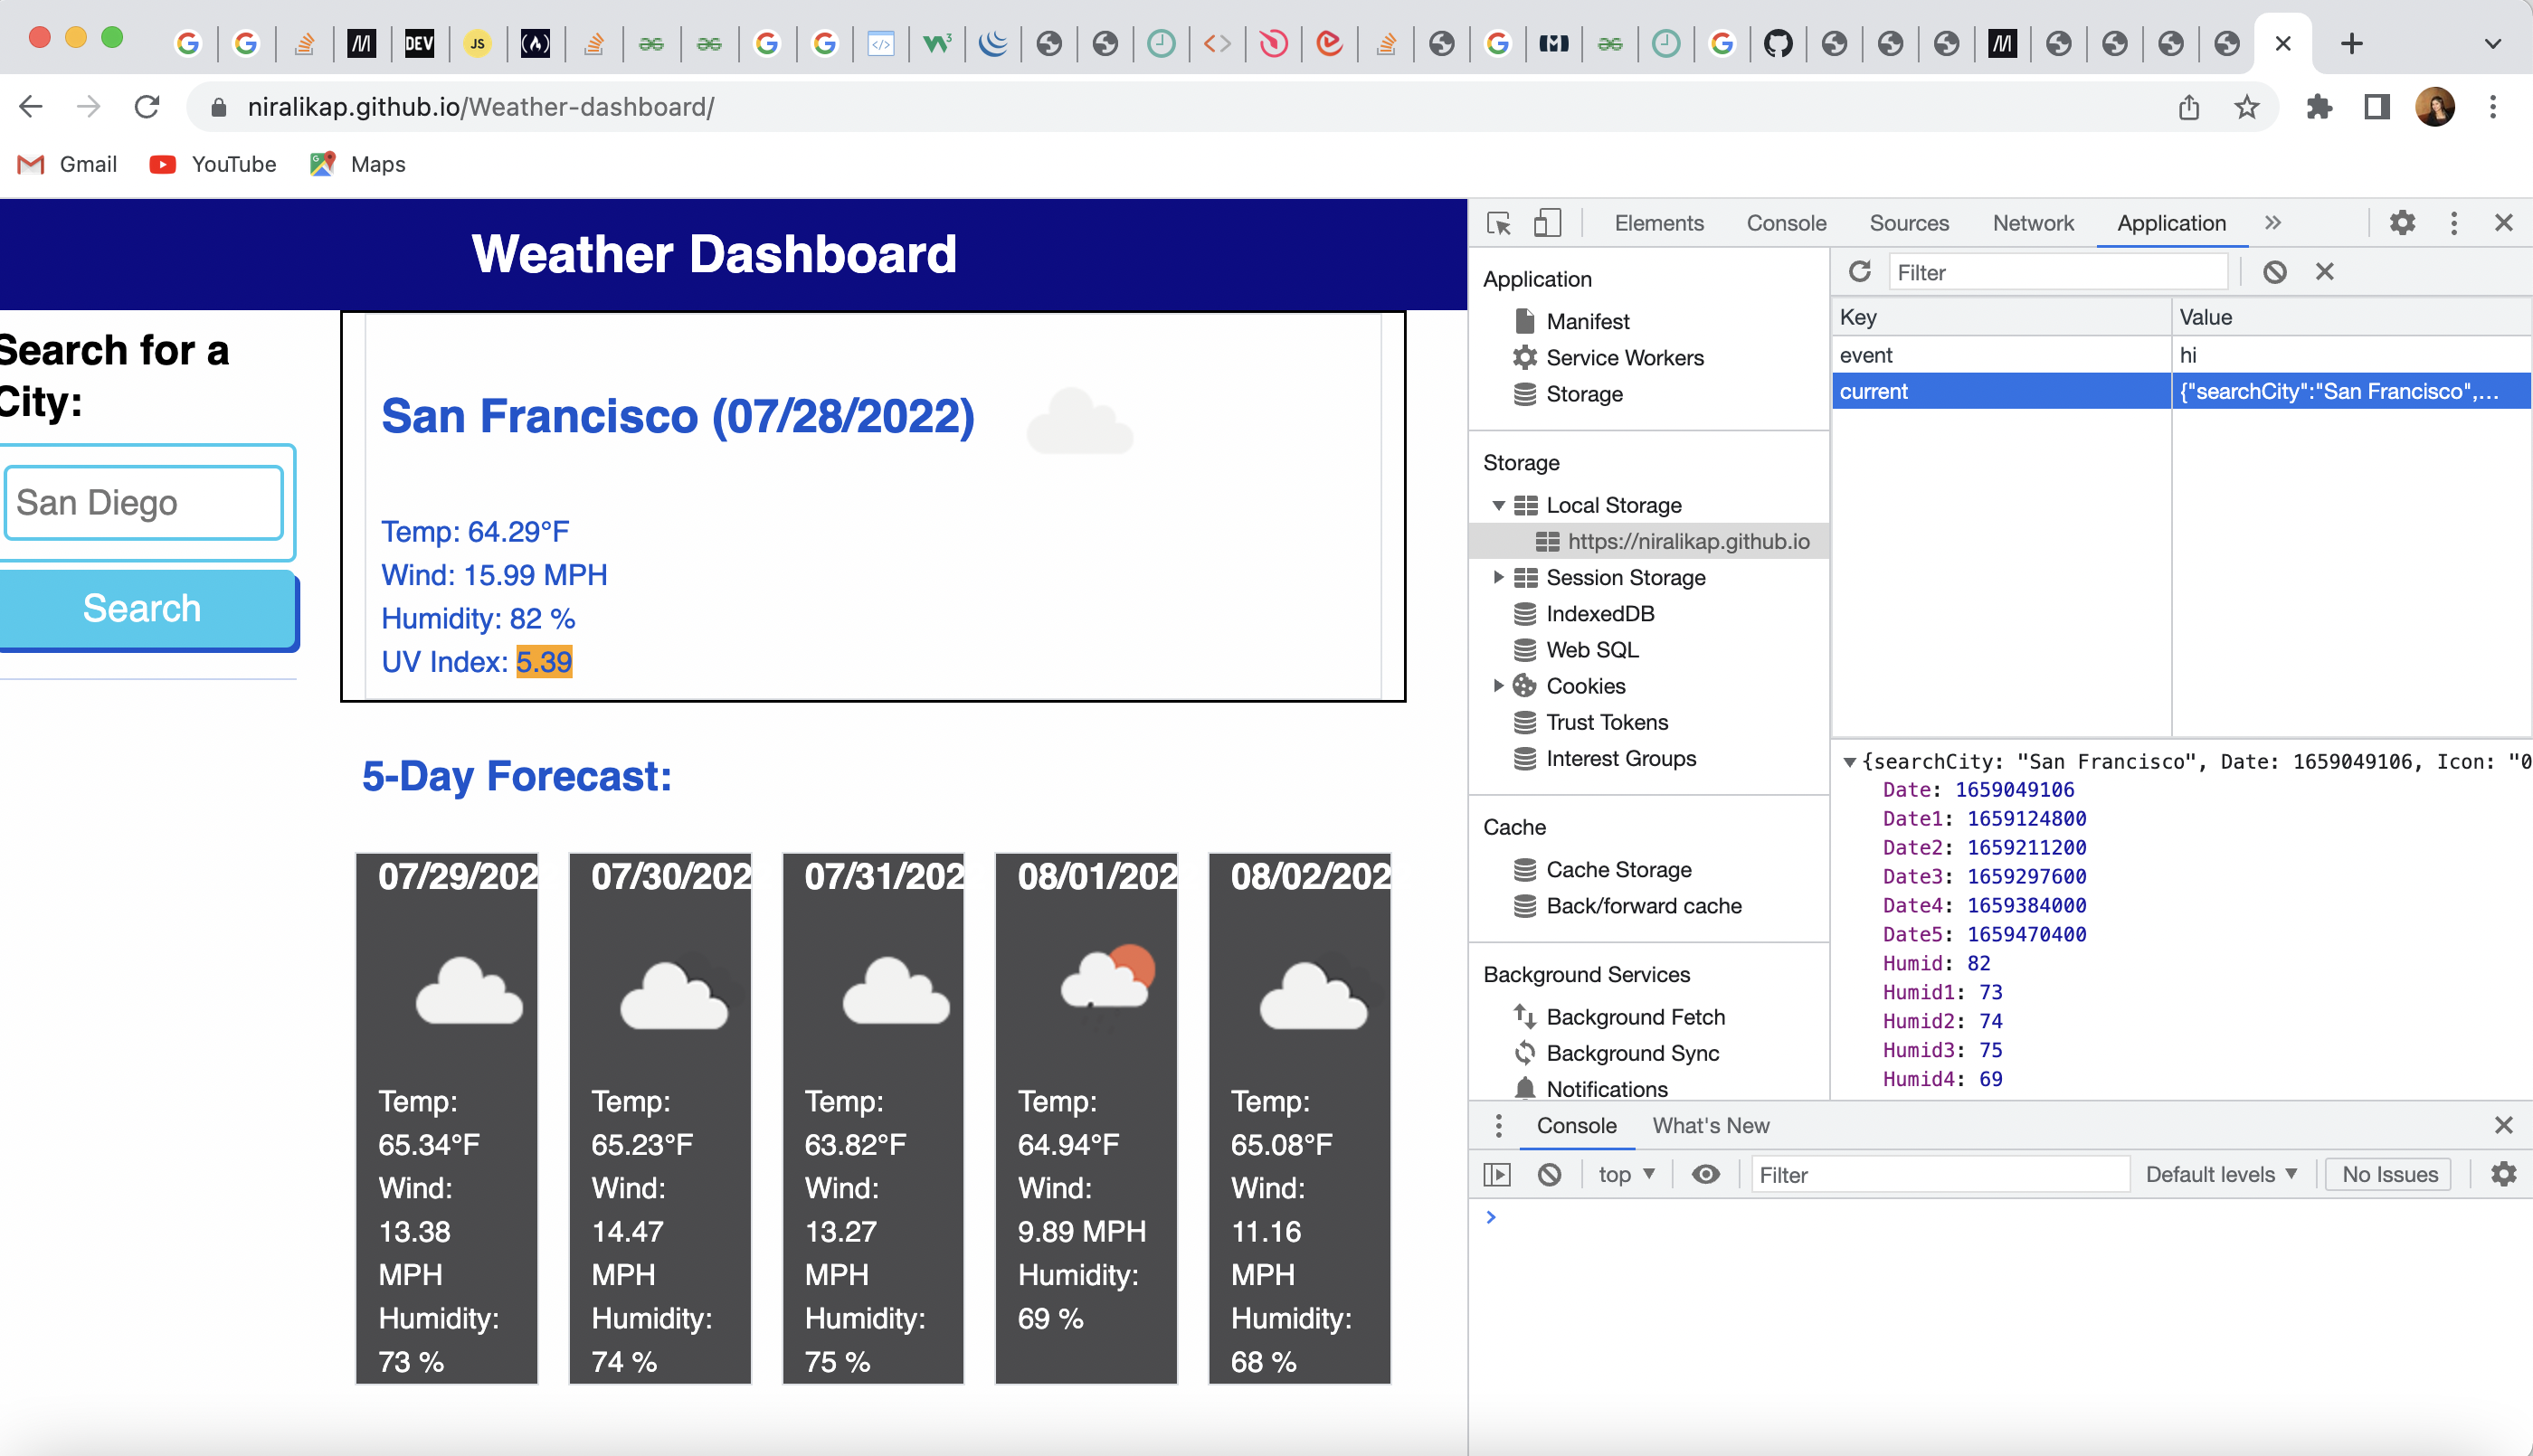 DEV
JS
niralikap.github.io/Weather-dashboard/
Gmail YouTube Maps
Weather Dashboard
Search for a
City:
San Diego
Search
San Francisco (07/28/2022)
Temp: 64.29°F
Wind: 15.99 MPH
Humidity: 82 %
UV Index: 5.39
5-Day Forecast:
07/29/202
Temp:
65.34°F
Wind:
13.38
MPH
Humidity:
73 %
07/30/202
Temp:
65.23°F
Wind:
14.47
MPH
Humidity:
74 %
07/31/202
Temp:
63.82°F
Wind:
13.27
MPH
Humidity:
75 %
08/01/202
Temp:
64.94°F
Wind:
9.89 MPH
Humidity:
69 %
08/02/202
Temp:
65.08°F
Wind:
11.16
MPH
Humidity:
68 %
Elements Console Sources Network Application
Application
Manifest
Service Workers
Storage
Storage
Local Storage
https://niralikap.github.io
Session Storage
IndexedDB
Web SQL
Cookies
Trust Tokens
Interest Groups
Cache
Cache Storage
Back/forward cache
Background Services
Background Fetch
Background Sync
Notifications
Filter
Key Value
event hi
current {"searchCity":"San Francisco",…
{searchCity: "San Francisco", Date: 1659049106, Icon: "0
Date: 1659049106
Date1: 1659124800
Date2: 1659211200
Date3: 1659297600
Date4: 1659384000
Date5: 1659470400
Humid: 82
Humid1: 73
Humid2: 74
Humid3: 75
Humid4: 69
Console What's New
top Filter Default levels No Issues